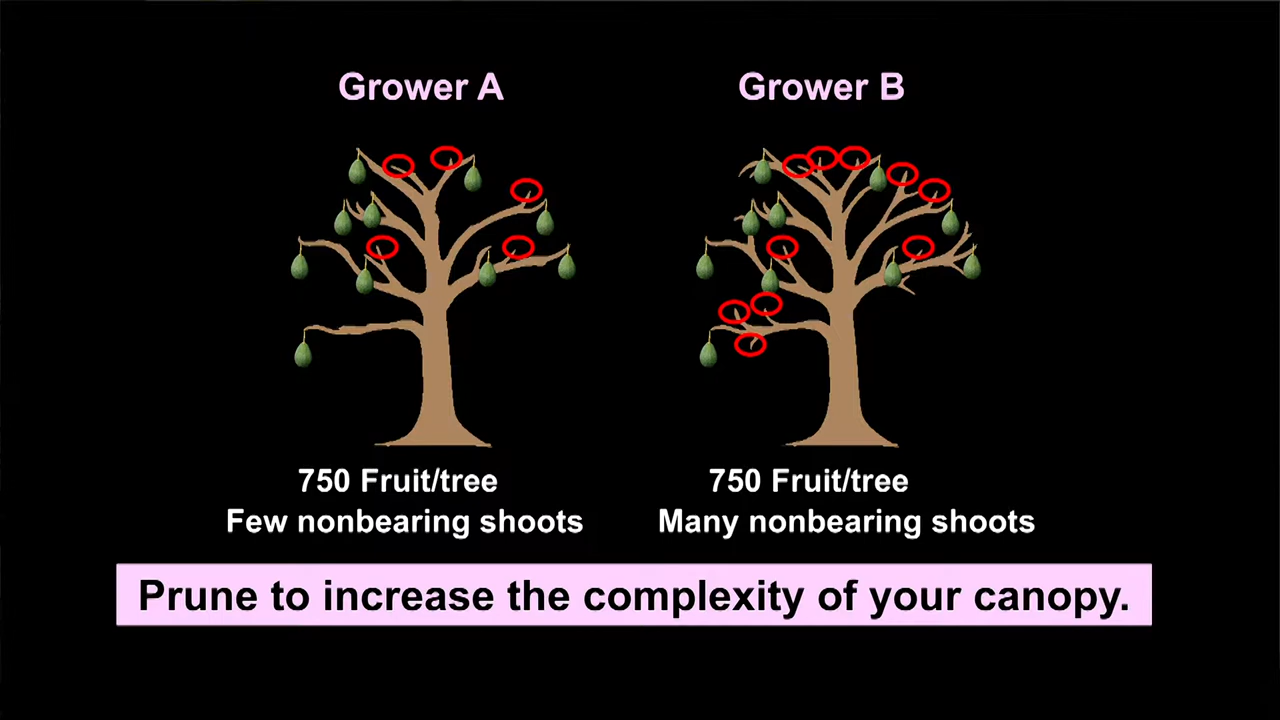 Grower A
Grower B
750 Fruit/tree
Few nonbearing shoots
750 Fruit/tree
Many nonbearing shoots
Prune to increase the complexity of your canopy.